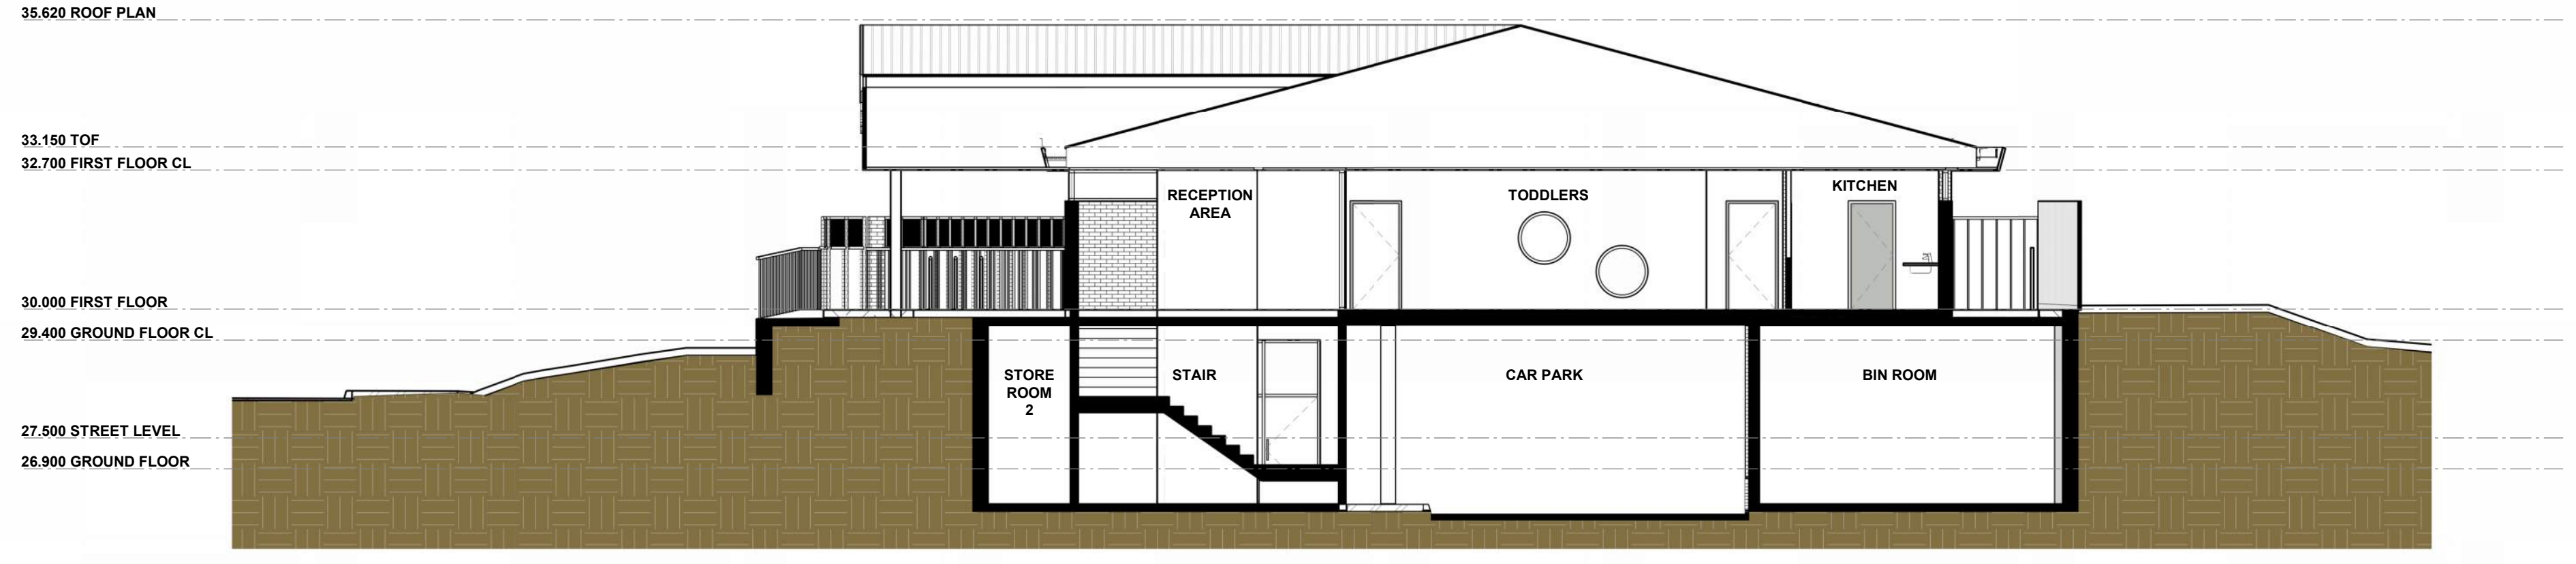 35.620 ROOF PLAN
33.150 TOF
32.700 FIRST FLOOR CL
RECEPTION
AREA
TODDLERS
KITCHEN
30.000 FIRST FLOOR
29.400 GROUND FLOOR CL
STORE
ROOM
2
STAIR
CAR PARK
BIN ROOM
27.500 STREET LEVEL
26.900 GROUND FLOOR